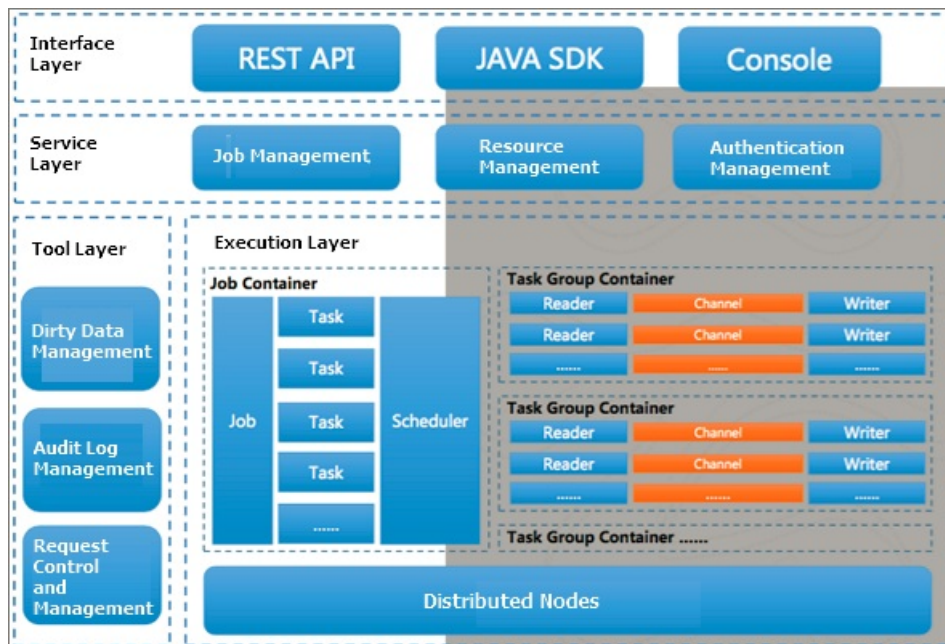 Interface
Layer
REST API
JAVA SDK
Console
Service
Layer
Job Management
Resource
Management
Authentication
Management
Tool Layer
Dirty Data
Management
Audit Log
Management
Request
Control
and
Management
Execution Layer
Job Container
Job
Task
Task
Task
Task
......
Scheduler
Task Group Container
Reader Channel Writer
Reader Channel Writer
...... ...... ......
Task Group Container
Reader Channel Writer
Reader Channel Writer
...... ...... ......
Task Group Container ......
Distributed Nodes